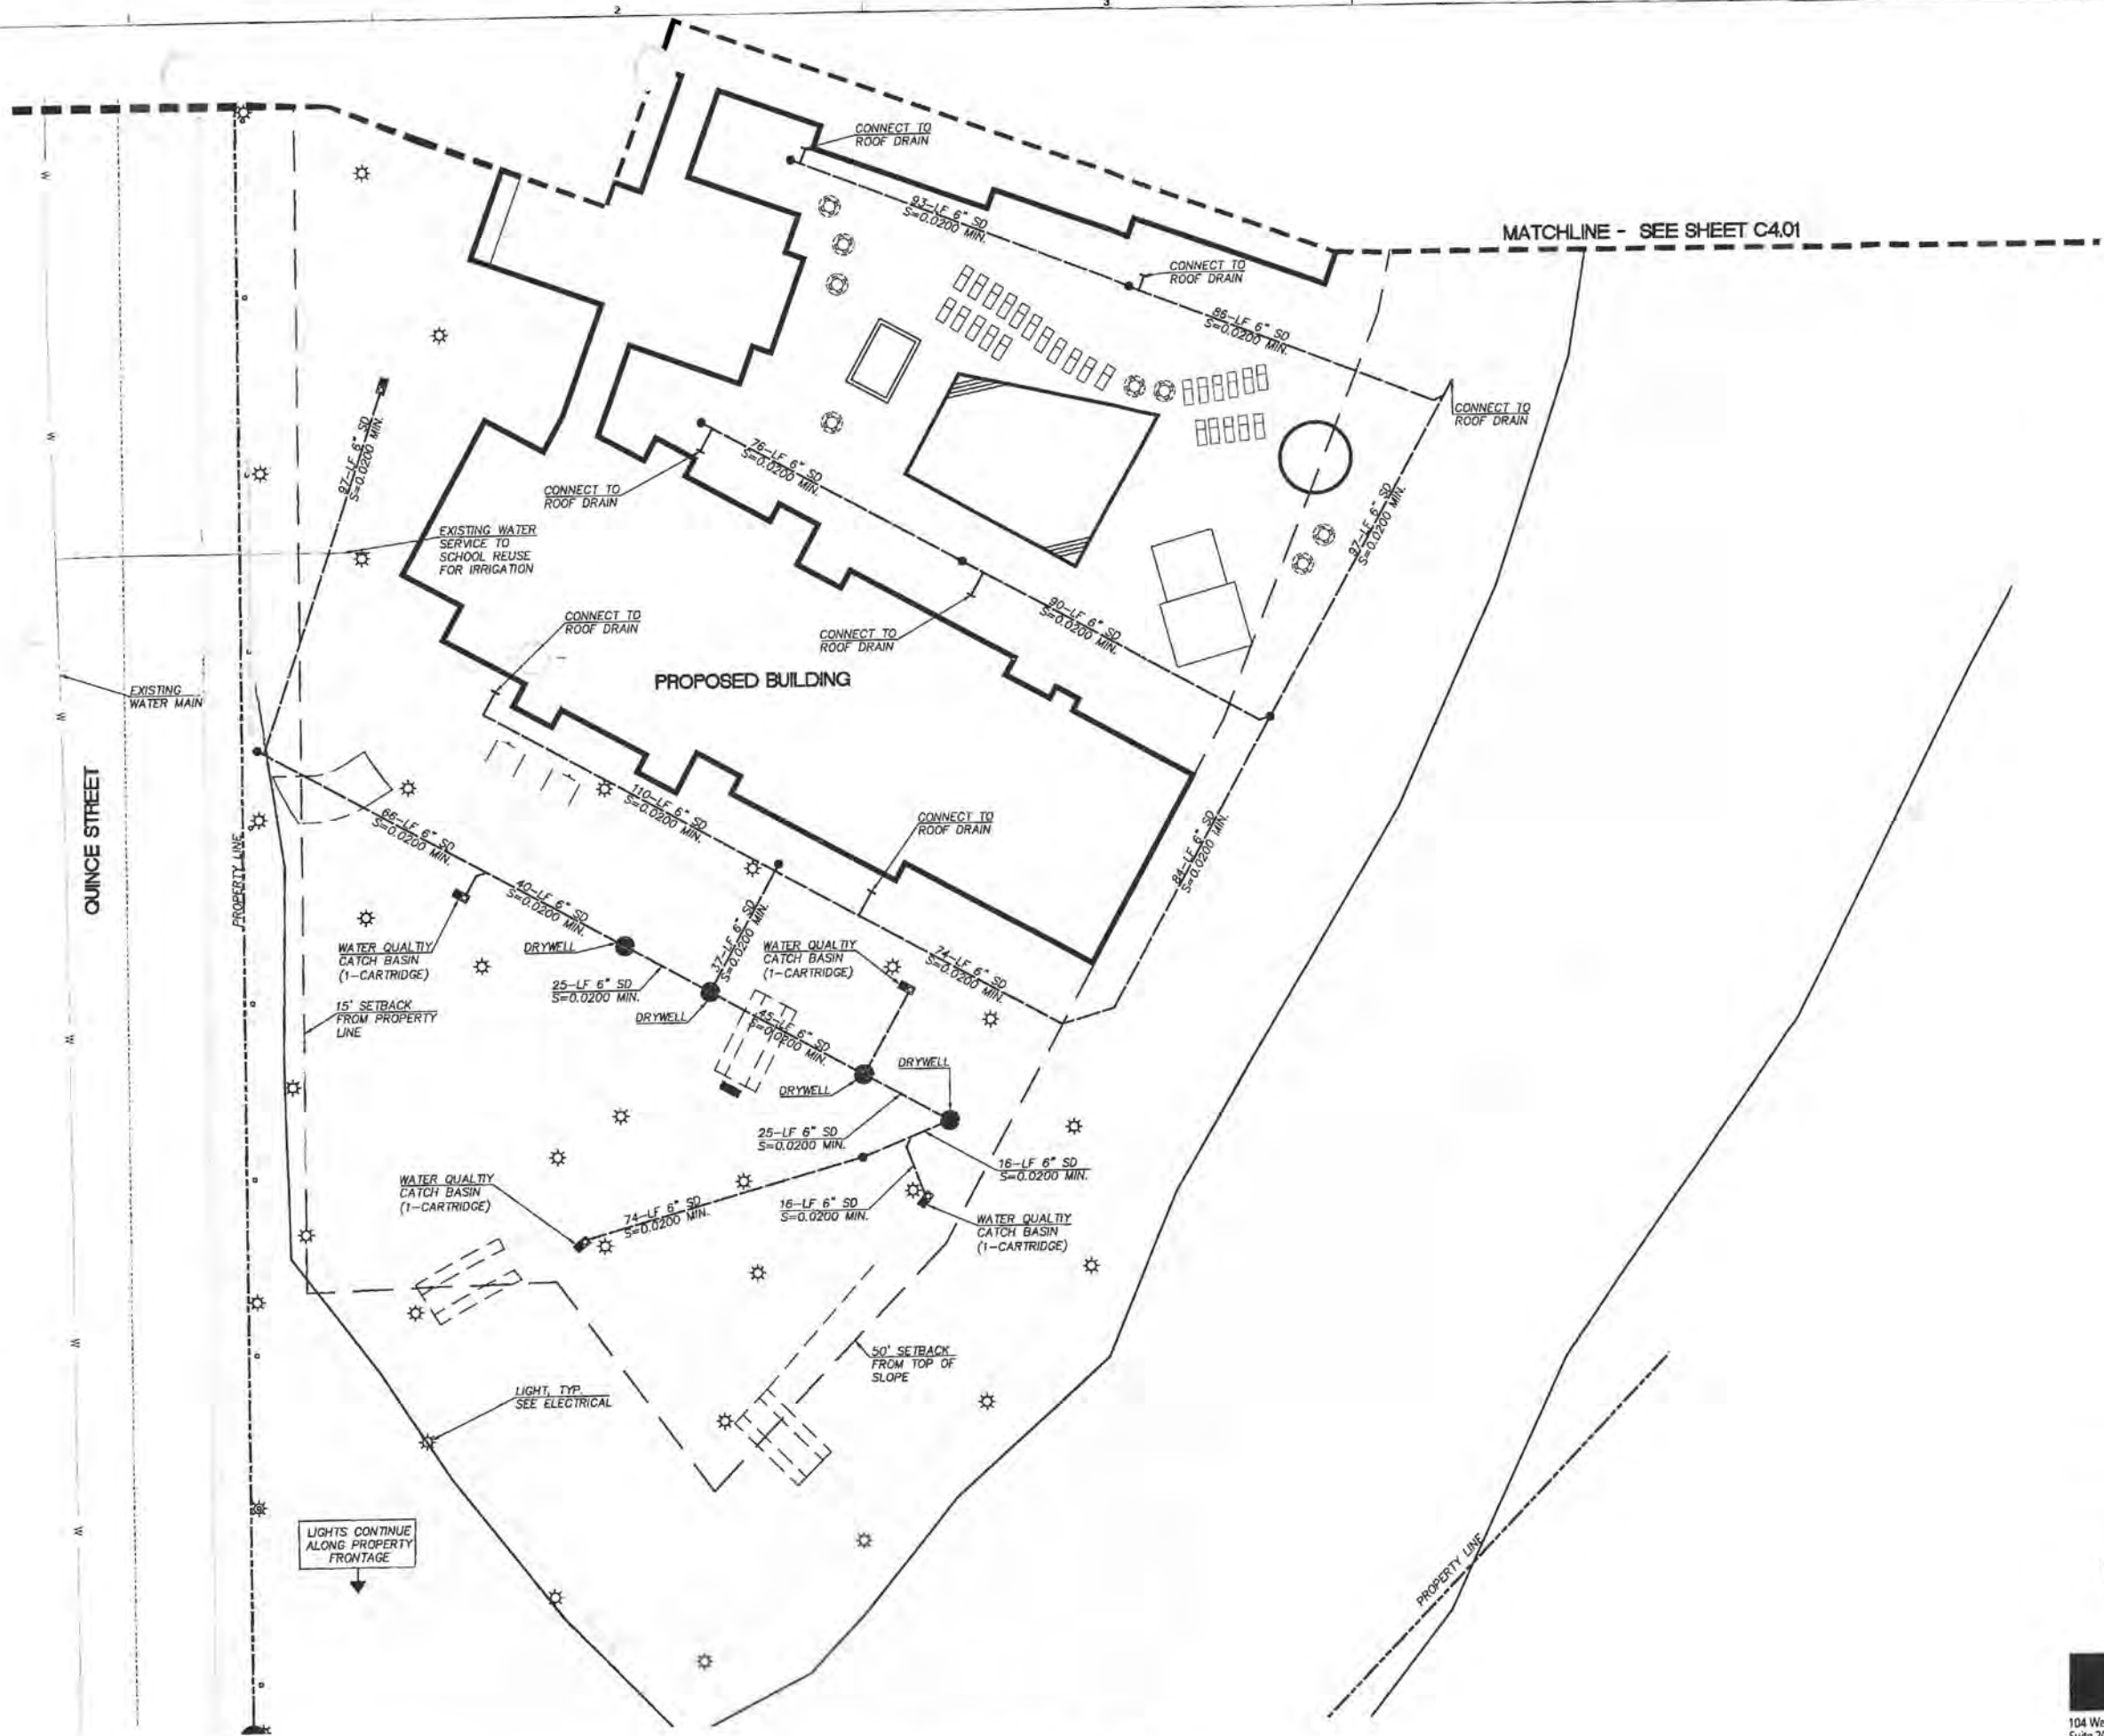 2
3
CONNECT TO
ROOF DRAIN
93-LF 6" SD
S=0.0200 MIN.
MATCHLINE - SEE SHEET C4.01
CONNECT TO
ROOF DRAIN
86-LF 6" SD
S=0.0200 MIN.
CONNECT TO
ROOF DRAIN
97-LF 6" SD
S=0.0200 MIN.
76-LF 6" SD
S=0.0200 MIN.
CONNECT TO
ROOF DRAIN
97-LF 6" SD
S=0.0200 MIN.
EXISTING WATER
SERVICE TO
SCHOOL REUSE
FOR IRRIGATION
CONNECT TO
ROOF DRAIN
CONNECT TO
ROOF DRAIN
90-LF 6" SD
S=0.0200 MIN.
PROPOSED BUILDING
EXISTING
WATER MAIN
W
W
W
W
W
W
QUINCE STREET
PROPERTY LINE
66-LF 6" SD
S=0.0200 MIN.
110-LF 6" SD
S=0.0200 MIN.
CONNECT TO
ROOF DRAIN
84-LF 6" SD
S=0.0200 MIN.
40-LF 6" SD
S=0.0200 MIN.
WATER QUALTIY
CATCH BASIN
(1-CARTRIDGE)
DRYWELL
37-LF 6" SD
S=0.0200 MIN.
WATER QUALTIY
CATCH BASIN
(1-CARTRIDGE)
74-LF 6" SD
S=0.0200 MIN.
25-LF 6" SD
S=0.0200 MIN.
15' SETBACK
FROM PROPERTY
LINE
DRYWELL
45-LF 6" SD
S=0.0200 MIN.
DRYWELL
DRYWELL
25-LF 6" SD
S=0.0200 MIN.
16-LF 6" SD
S=0.0200 MIN.
WATER QUALTIY
CATCH BASIN
(1-CARTRIDGE)
74-LF 6" SD
S=0.0200 MIN.
16-LF 6" SD
S=0.0200 MIN.
WATER QUALTIY
CATCH BASIN
(1-CARTRIDGE)
50' SETBACK
FROM TOP OF
SLOPE
LIGHT, TYP.
SEE ELECTRICAL
LIGHTS CONTINUE
ALONG PROPERTY
FRONTAGE
PROPERTY LINE
104 We